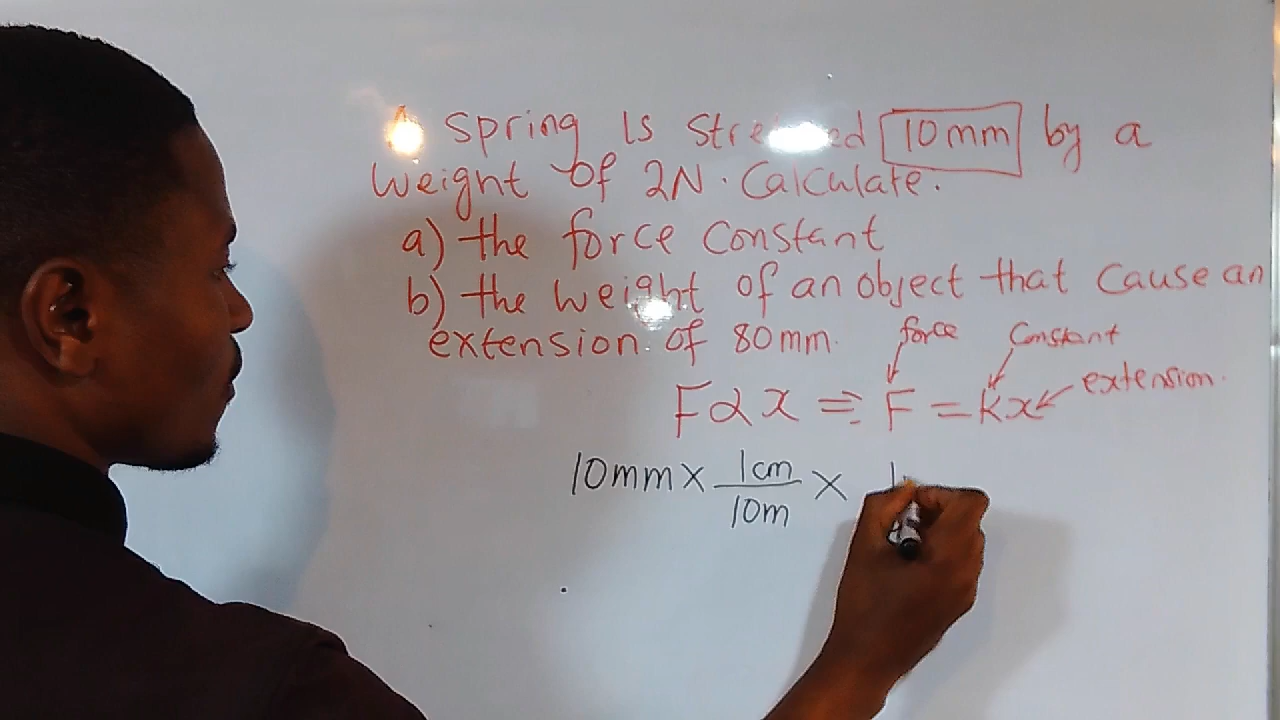 A spring is stretched 10mm by a
weight of 2N. Calculate.
a) the force constant
b) the weight of an object that cause an
extension of 80mm.
force constant
extension.
F α x ⇒ F = Kx
10mm × 1cm/10m ×